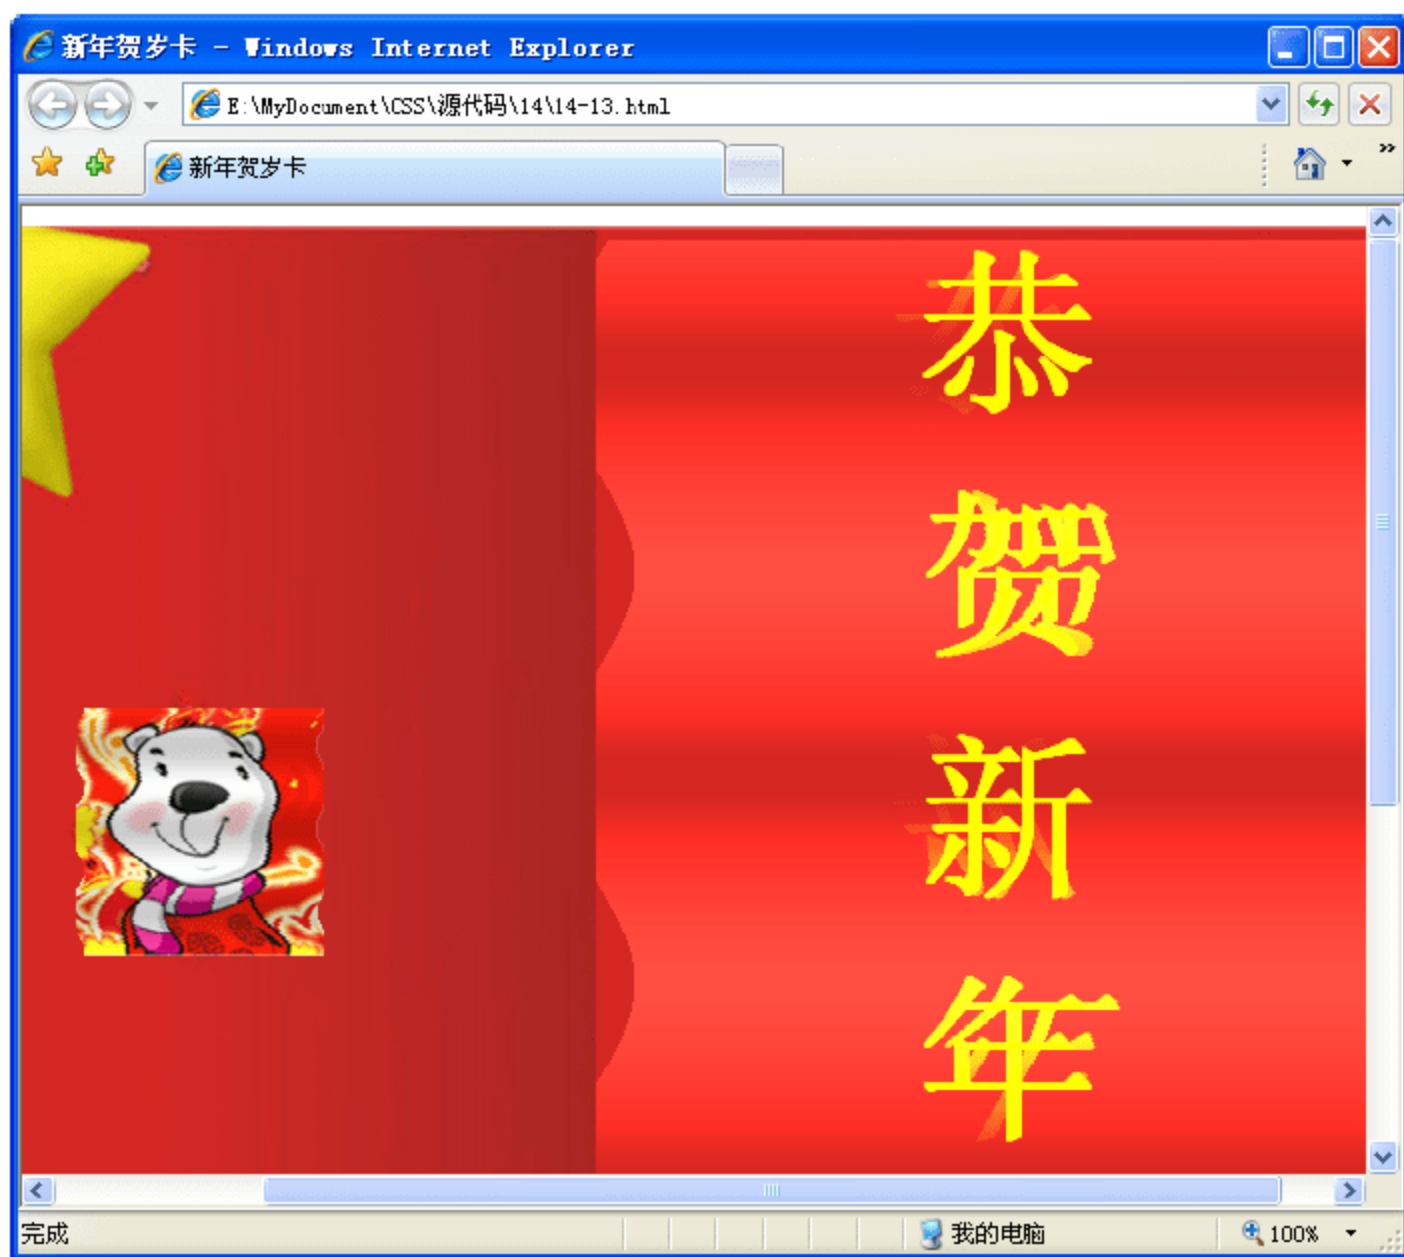 新年贺岁卡 - Windows Internet Explorer
E:\MyDocument\CSS\源代码\14\14-13.html
新年贺岁卡
恭
贺
新
年
完成
我的电脑
100%